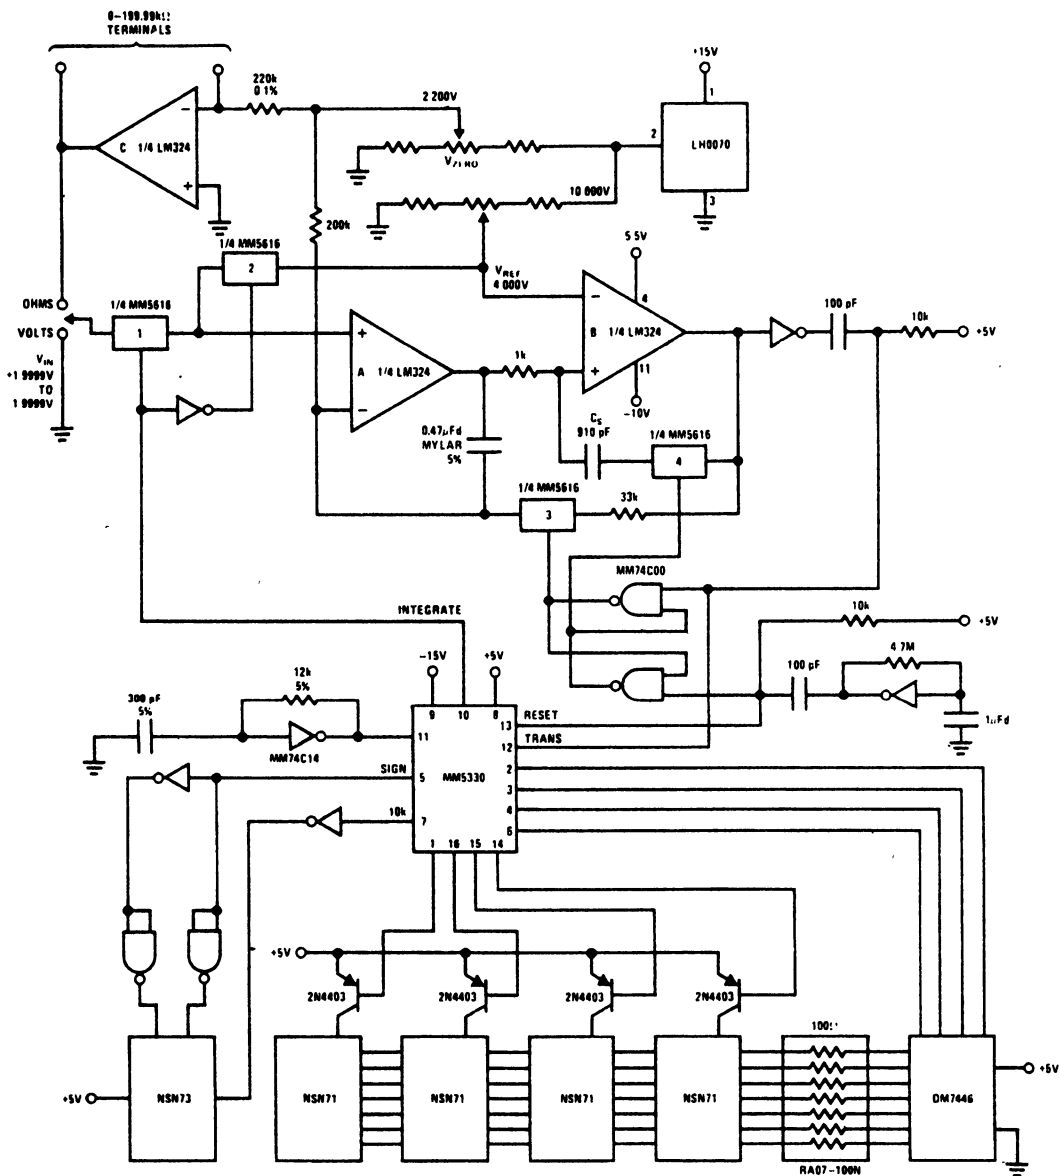 0-199.99kΩ
TERMINALS
+15V
220k
0.1%
2 200V
1
2
LH0070
3
C 1/4 LM324
-
+
VZERO
10 000V
200k
1/4 MM5616
2
VREF
4 000V
5 5V
4
OHMS
VOLTS
1/4 MM5616
1
VIN
+1 9999V
TO
1 9999V
+
A 1/4 LM324
-
1k
-
B 1/4 LM324
+
11
-10V
100 pF
10k
+5V
0.47µFd
MYLAR
5%
CS
910 pF
1/4 MM5616
4
1/4 MM5616
3
33k
MM74C00
INTEGRATE
10k
+5V
4 7M
100 pF
1µFd
-15V
+5V
300 pF
5%
12k
5%
MM74C14
9 10 8
11
13
RESET
TRANS
12
SIGN
5
MM5330
2
3
4
6
10k
7
1 16 15 14
+5V
2N4403
2N4403
2N4403
2N4403
100Ω
+5V
NSN73
NSN71
NSN71
NSN71
NSN71
DM7446
+5V
RA07-100N